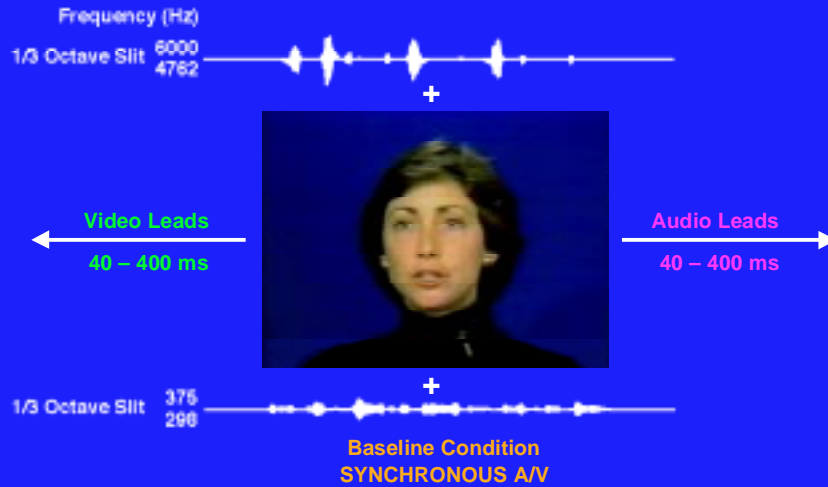 Frequency (Hz)
1/3 Octave Slit 6000
4762
+
Video Leads
40 – 400 ms
Audio Leads
40 – 400 ms
+
1/3 Octave Slit 375
298
Baseline Condition
SYNCHRONOUS A/V